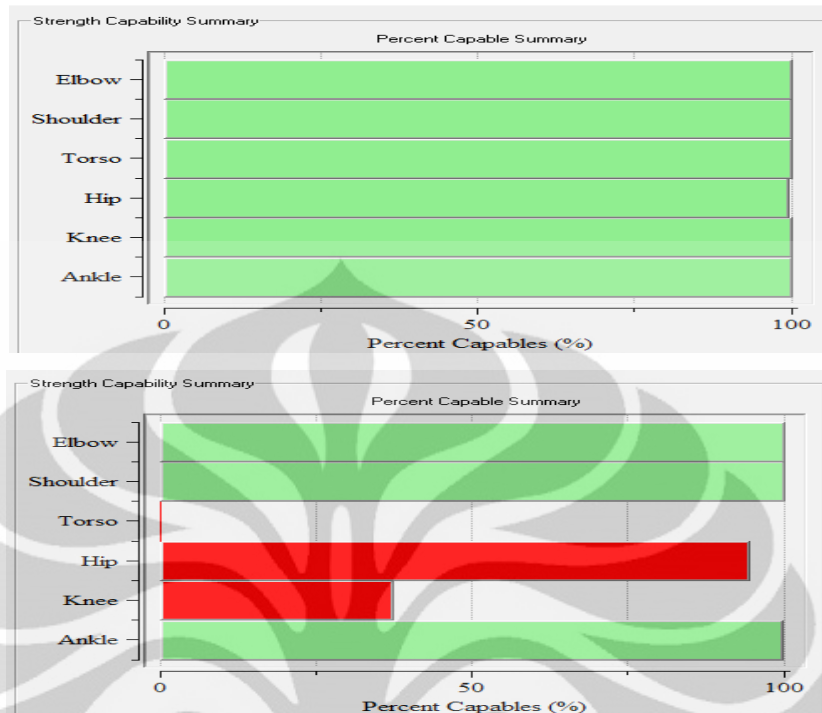 Strength Capability Summary
Percent Capable Summary
Elbow
Shoulder
Torso
Hip
Knee
Ankle
0 50 100
Percent Capables (%)
Strength Capability Summary
Percent Capable Summary
Elbow
Shoulder
Torso
Hip
Knee
Ankle
0 50 100
Percent Capables (%)